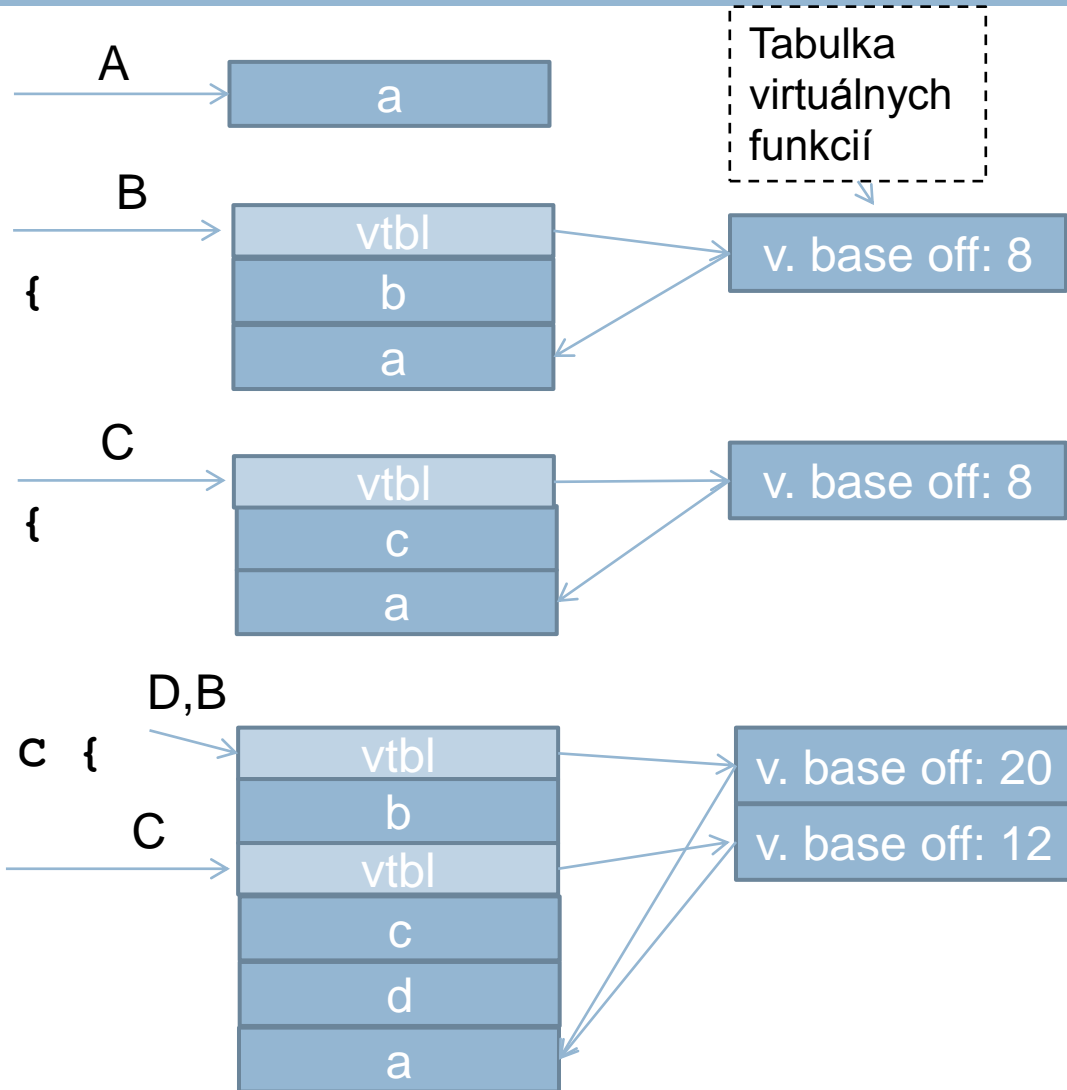 A
a
Tabulka
virtuálnych
funkcií
B
vtbl
v. base off: 8
{
b
a
C
vtbl
v. base off: 8
{
c
a
D,B
C {
vtbl
v. base off: 20
b
C
vtbl
v. base off: 12
c
d
a